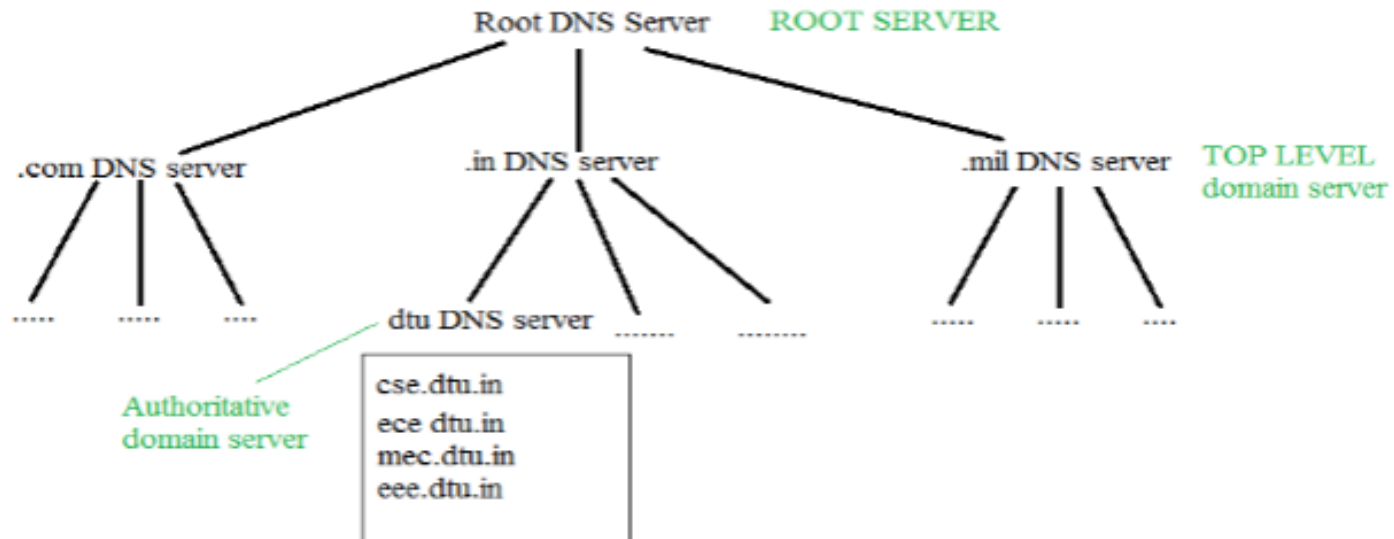 Root DNS Server
ROOT SERVER
.com DNS server
.in DNS server
.mil DNS server
TOP LEVEL
domain server
.....
.....
....
dtu DNS server
.......
........
.....
.....
....
Authoritative
domain server
cse.dtu.in
ece dtu.in
mec.dtu.in
eee.dtu.in